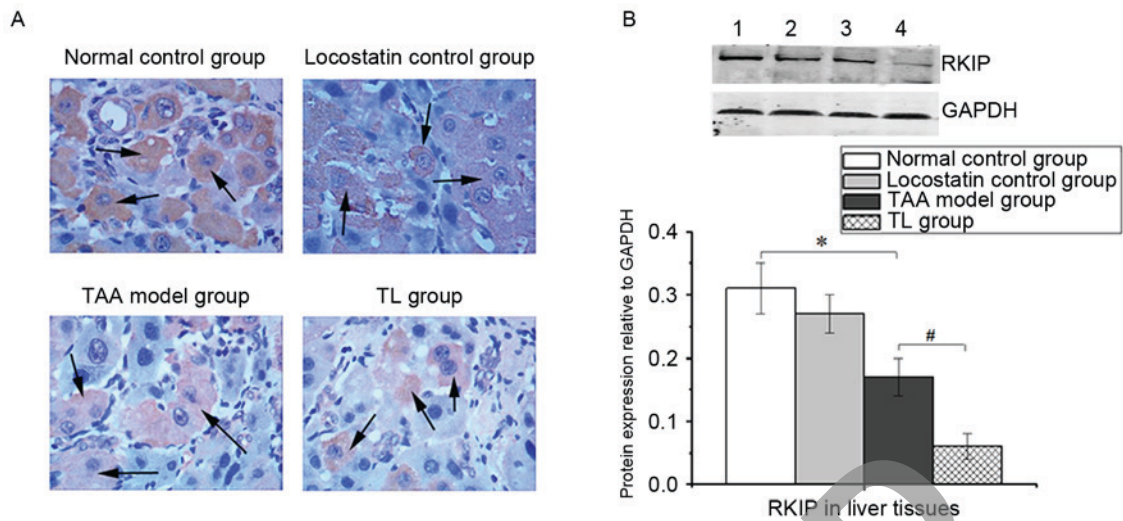 A
Normal control group
Locostatin control group
TAA model group
TL group
B
1 2 3 4
RKIP
GAPDH
Normal control group
Locostatin control group
TAA model group
TL group
Protein expression relative to GAPDH
0.4
0.3
0.2
0.1
0.0
*
#
RKIP in liver tissues